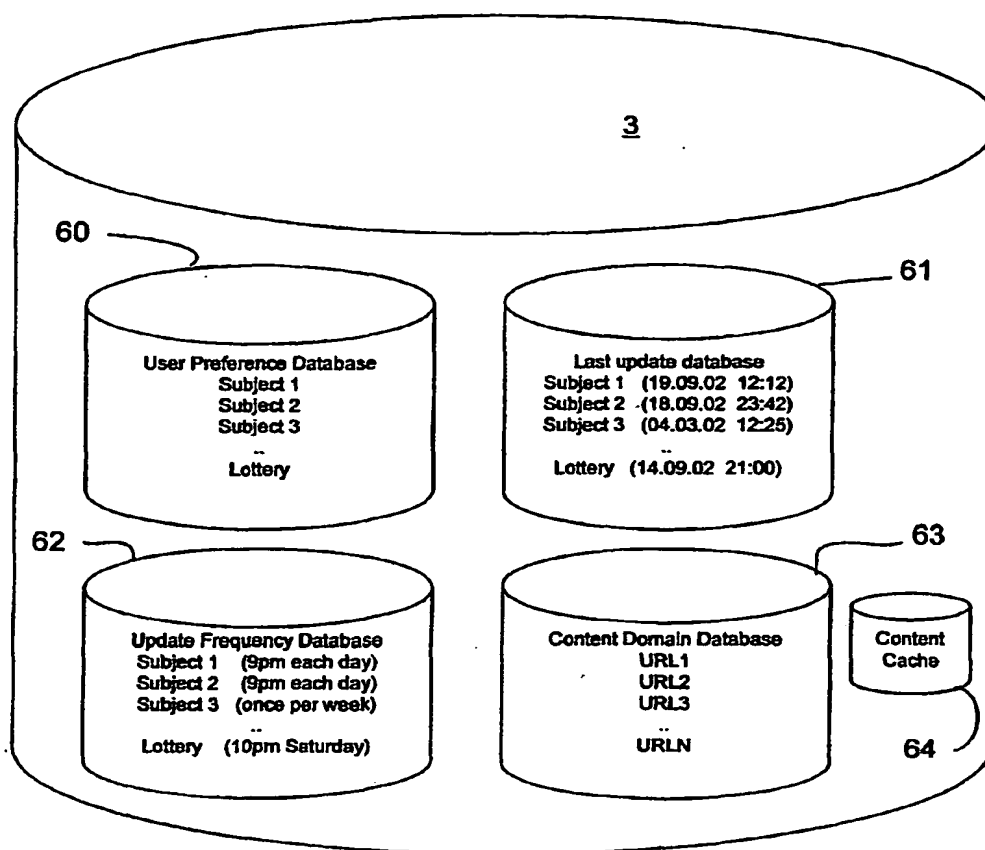 3
60
61
User Preference Database
Subject 1
Subject 2
Subject 3
..
Lottery
Last update database
Subject 1 (19.09.02 12:12)
Subject 2 (18.09.02 23:42)
Subject 3 (04.03.02 12:25)
..
Lottery (14.09.02 21:00)
62
63
Update Frequency Database
Subject 1 (9pm each day)
Subject 2 (9pm each day)
Subject 3 (once per week)
..
Lottery (10pm Saturday)
Content Domain Database
URL1
URL2
URL3
..
URLN
Content
Cache
64